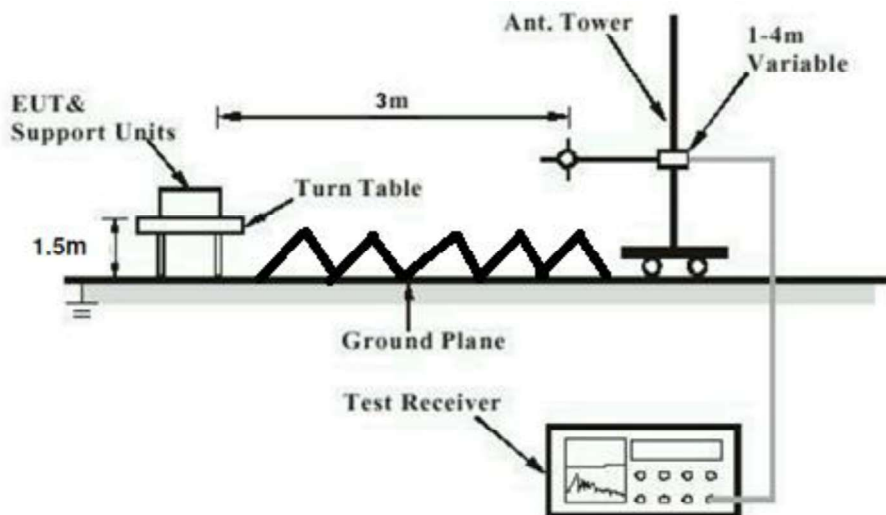 Ant. Tower
1-4m
Variable
EUT&
Support Units
3m
Turn Table
1.5m
Ground Plane
Test Receiver